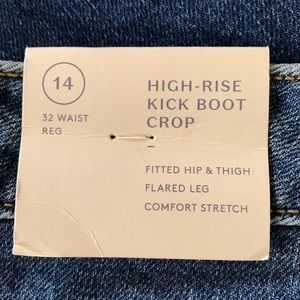 14
32 WAIST
REG
HIGH-RISE
KICK BOOT
CROP
FITTED HIP & THIGH
FLARED LEG
COMFORT STRETCH